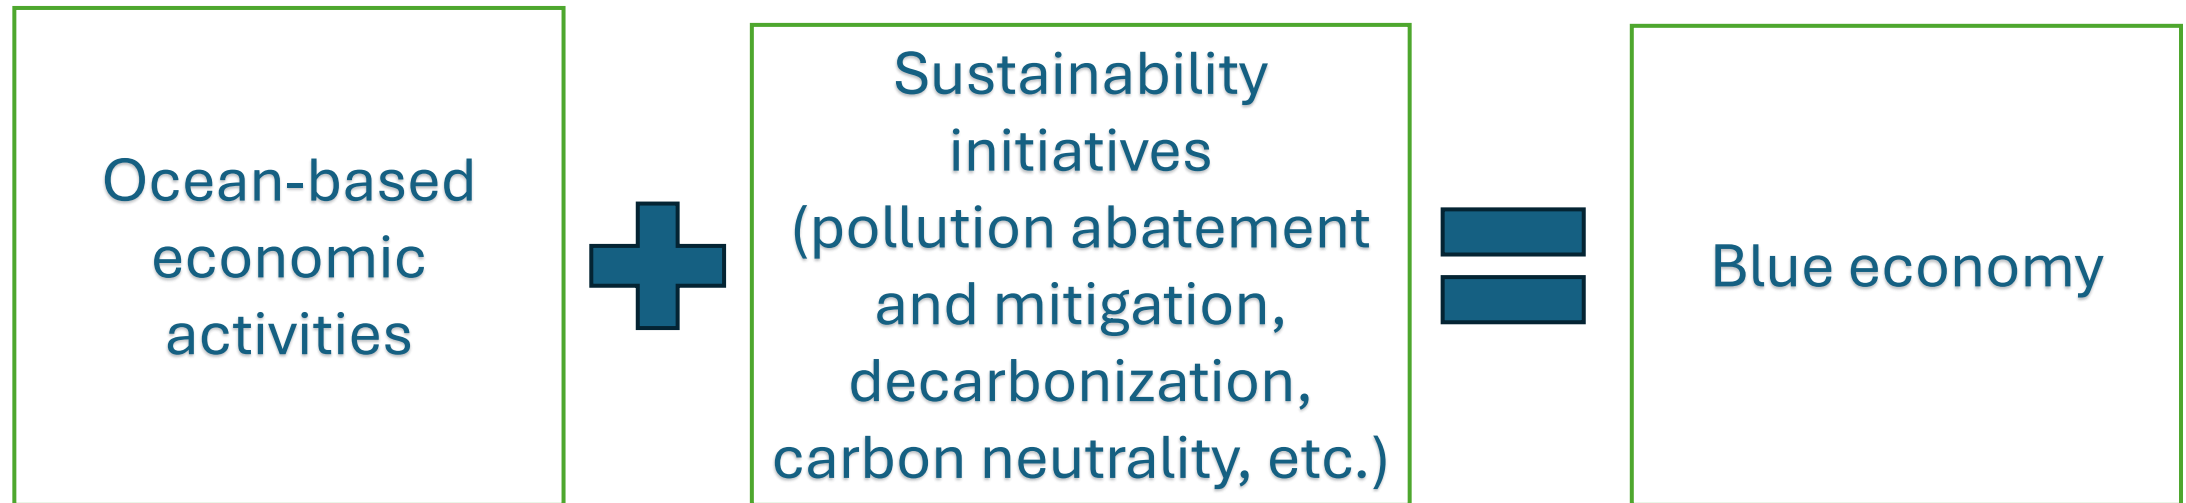 Ocean-based
economic
activities
Sustainability
initiatives
(pollution abatement
and mitigation,
decarbonization,
carbon neutrality, etc.)
Blue economy